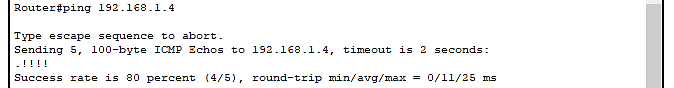 Router#ping 192.168.1.4
Type escape sequence to abort.
Sending 5, 100-byte ICMP Echos to 192.168.1.4, timeout is 2 seconds:
.!!!!
Success rate is 80 percent (4/5), round-trip min/avg/max = 0/11/25 ms